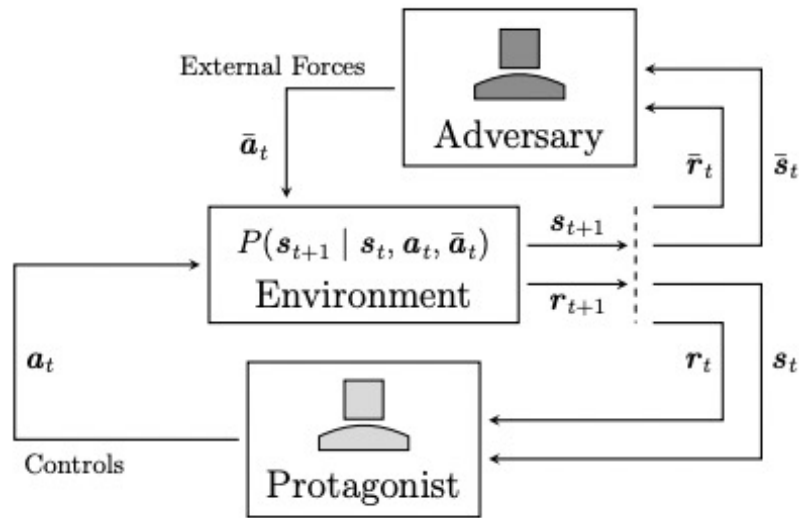 External Forces
Adversary
ā_t
r̄_t
s̄_t
P(s_{t+1} | s_t, a_t, ā_t)
Environment
s_{t+1}
r_{t+1}
a_t
r_t
s_t
Controls
Protagonist